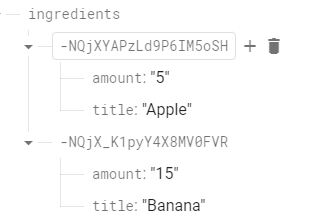 ingredients
-NQjXYAPzLd9P6IM5oSH
amount: "5"
title: "Apple"
-NQjX_K1pyY4X8MV0FVR
amount: "15"
title: "Banana"